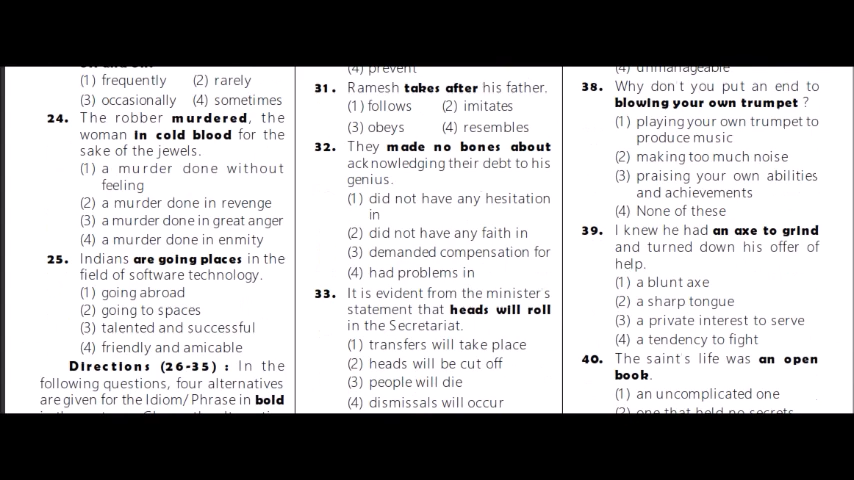 (1) frequently (2) rarely
(3) occasionally (4) sometimes
24. The robber murdered, the
woman in cold blood for the
sake of the jewels.
(1) a murder done without
feeling
(2) a murder done in revenge
(3) a murder done in great anger
(4) a murder done in enmity
25. Indians are going places in the
field of software technology.
(1) going abroad
(2) going to spaces
(3) talented and successful
(4) friendly and amicable
Directions (26-35) : In the
following questions, four alternatives
are given for the Idiom/ Phrase in bold
(4) prevent
31. Ramesh takes after his father.
(1) follows (2) imitates
(3) obeys (4) resembles
32. They made no bones about
acknowledging their debt to his
genius.
(1) did not have any hesitation
in
(2) did not have any faith in
(3) demanded compensation for
(4) had problems in
33. It is evident from the minister s
statement that heads will roll
in the Secretariat.
(1) transfers will take place
(2) heads will be cut off
(3) people will die
(4) dismissals will occur
(4) unmanageable
38. Why don't you put an end to
blowing your own trumpet ?
(1) playing your own trumpet to
produce music
(2) making too much noise
(3) praising your own abilities
and achievements
(4) None of these
39. I knew he had an axe to grind
and turned down his offer of
help.
(1) a blunt axe
(2) a sharp tongue
(3) a private interest to serve
(4) a tendency to fight
40. The saint's life was an open
book.
(1) an uncomplicated one
(2) one that held no secrets